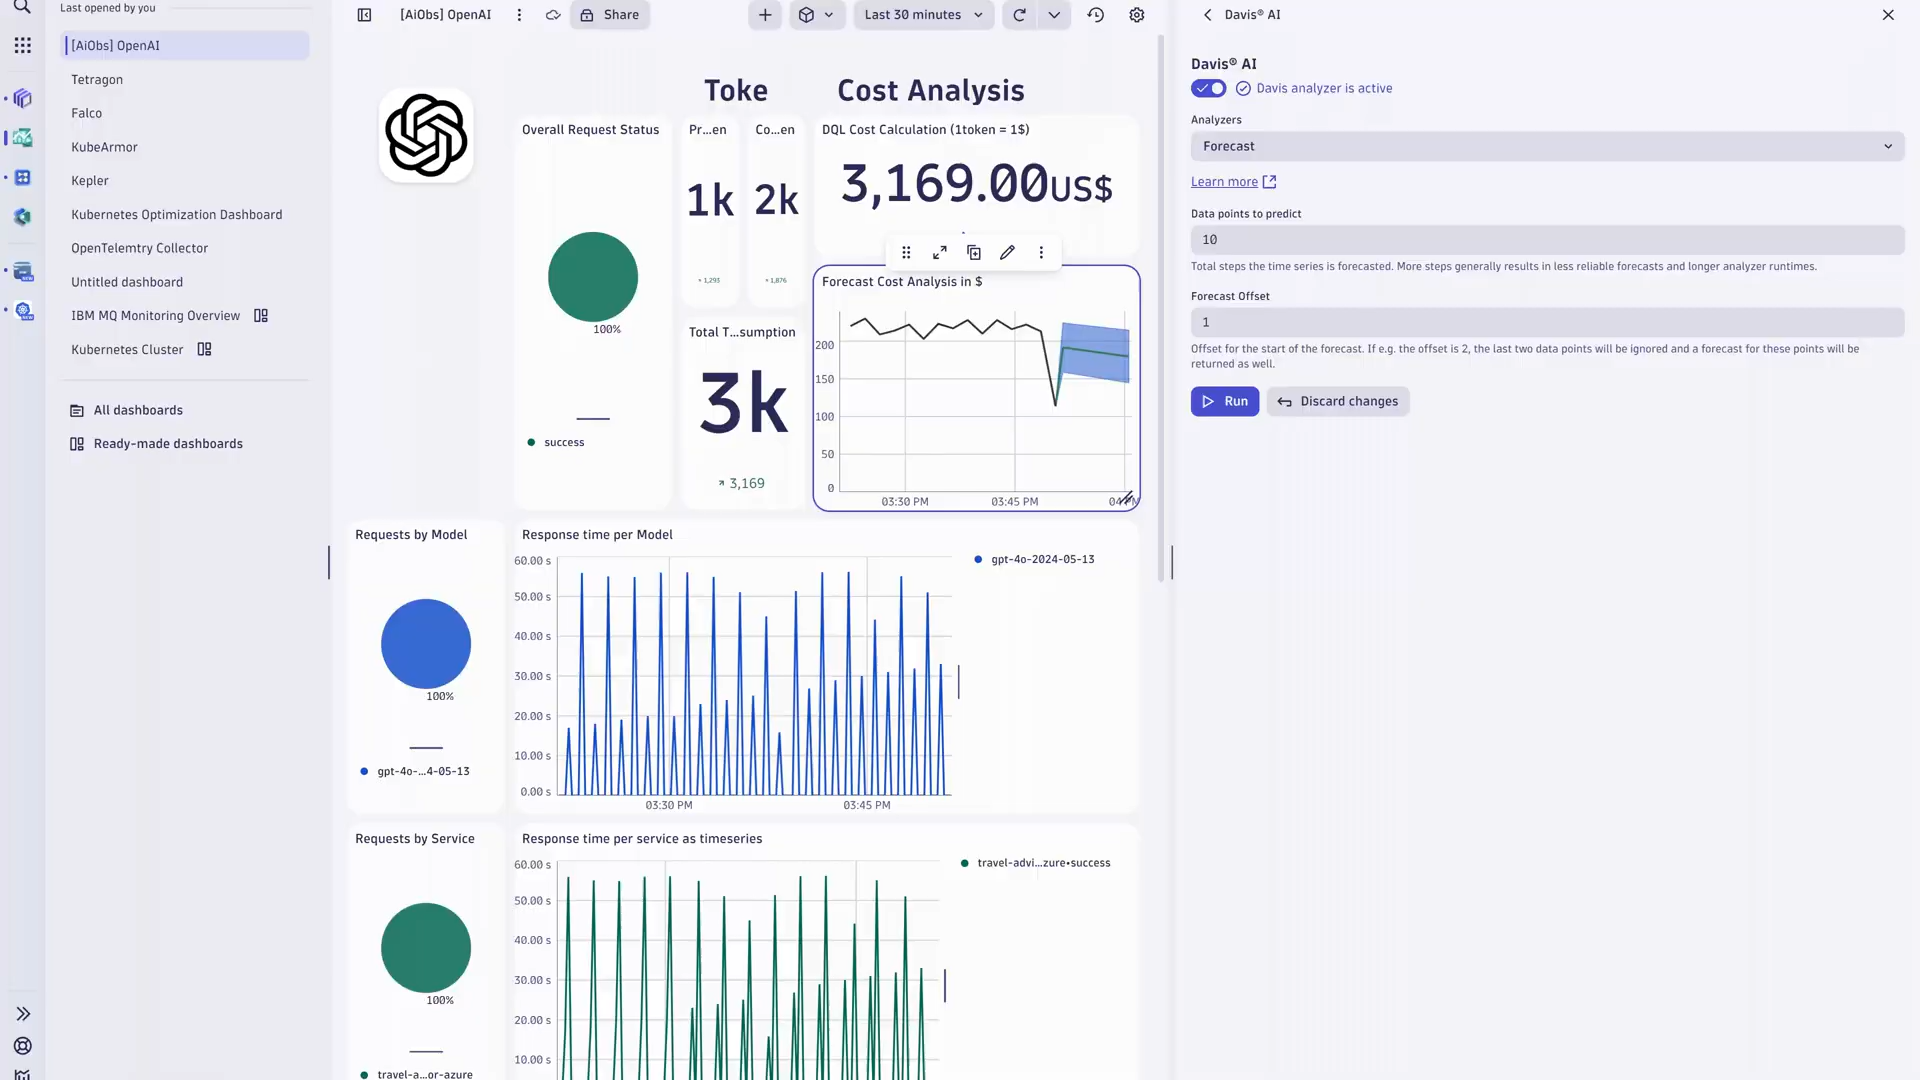 Last opened by you
[AiObs] OpenAI
Tetragon
Falco
KubeArmor
Kepler
Kubernetes Optimization Dashboard
OpenTelemtry Collector
Untitled dashboard
IBM MQ Monitoring Overview
Kubernetes Cluster
All dashboards
Ready-made dashboards
[AiObs] OpenAI
Share
Last 30 minutes
Toke
Cost Analysis
Overall Request Status
100%
success
Pr...en
1k
1,293
Co...en
2k
1,876
Total T...sumption
3k
3,169
DQL Cost Calculation (1token = 1$)
3,169.00US$
Forecast Cost Analysis in $
200
150
100
50
0
03:30 PM
03:45 PM
04 PM
Requests by Model
100%
gpt-4o-...4-05-13
Response time per Model
60.00 s
50.00 s
40.00 s
30.00 s
20.00 s
10.00 s
0.00 s
03:30 PM
03:45 PM
gpt-4o-2024-05-13
Requests by Service
100%
travel-a...or-azure
Response time per service as timeseries
60.00 s
50.00 s
40.00 s
30.00 s
20.00 s
10.00 s
travel-advi...zure•success
Davis® AI
Davis® AI
Davis analyzer is active
Analyzers
Forecast
Learn more
Data points to predict
10
Total steps the time series is forecasted. More steps generally results in less reliable forecasts and longer analyzer runtimes.
Forecast Offset
1
Offset for the start of the forecast. If e.g. the offset is 2, the last two data points will be ignored and a forecast for these points will be
returned as well.
Run
Discard changes